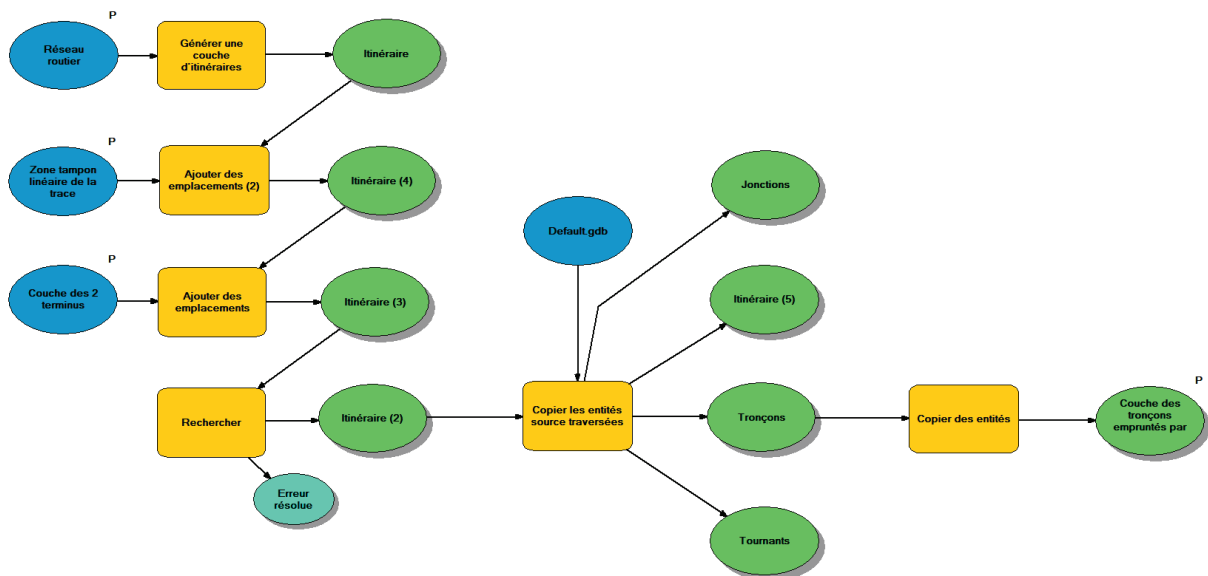 P
Réseau
routier
Générer une
couche
d'itinéraires
Itinéraire
P
Zone tampon
linéaire de la
trace
Ajouter des
emplacements (2)
Itinéraire (4)
Jonctions
Default.gdb
P
Couche des 2
terminus
Ajouter des
emplacements
Itinéraire (3)
Itinéraire (5)
Rechercher
Itinéraire (2)
Copier les entités
source traversées
Tronçons
Copier des entités
P
Couche des
tronçons
empruntés par
Erreur
résolue
Tournants